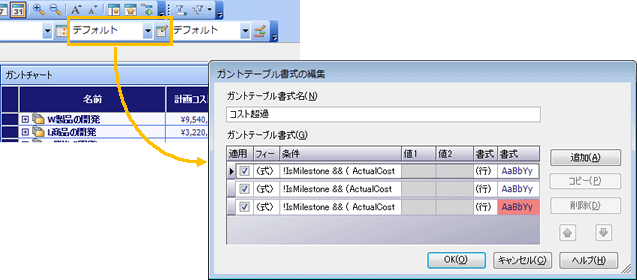 7 31
デフォルト デフォルト
ガントチャート
名前 計画コス
W製品の開発 ¥9,540,
L商品の開発 ¥3,220,
ガントテーブル書式の編集
ガントテーブル書式名(N)
コスト超過
ガントテーブル書式(G)
適用 フィー 条件 値1 値2 書式 書式
(式) !IsMilestone && ( ActualCost (行) AaBbYy
(式) !IsMilestone && ( ActualCost (行) AaBbYy
(式) !IsMilestone && ( ActualCost (行) AaBbYy
追加(A)
コピー(P)
削除(D)
OK(O) キャンセル(C) ヘルプ(H)